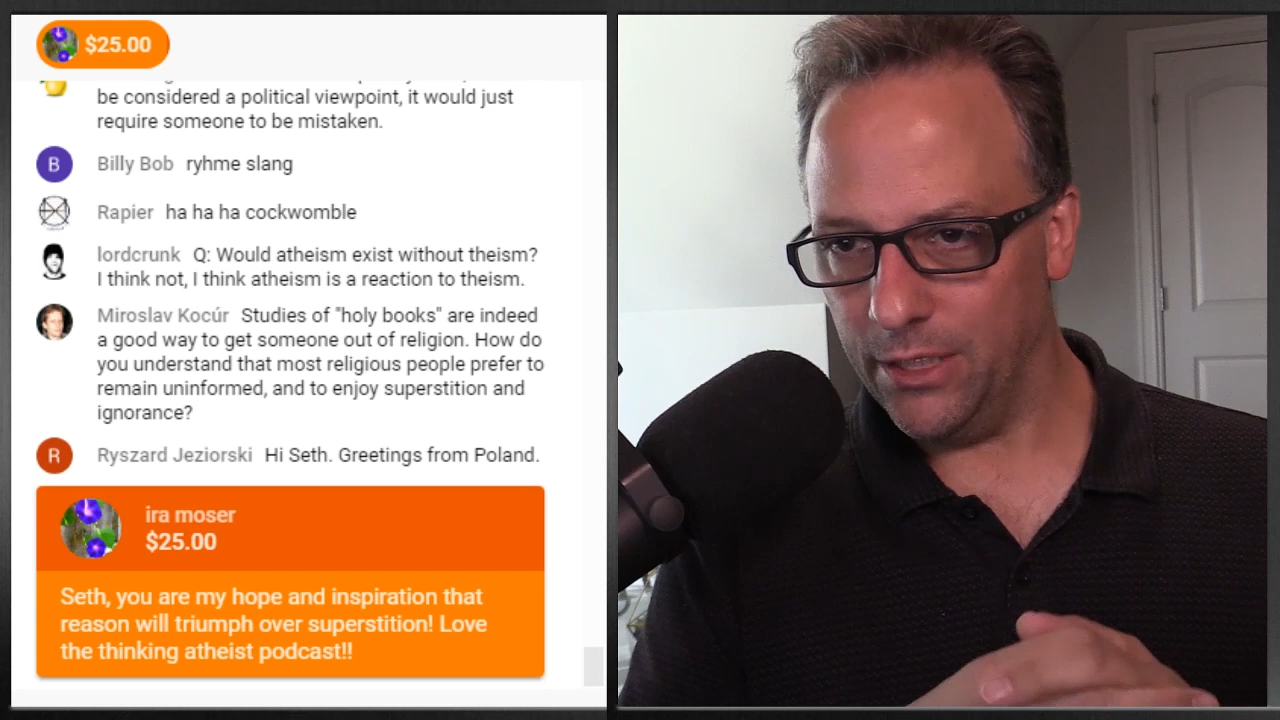 $25.00
be considered a political viewpoint, it would just
require someone to be mistaken.
B Billy Bob ryhme slang
Rapier ha ha ha cockwomble
lordcrunk Q: Would atheism exist without theism?
I think not, I think atheism is a reaction to theism.
Miroslav Kocúr Studies of "holy books" are indeed
a good way to get someone out of religion. How do
you understand that most religious people prefer to
remain uninformed, and to enjoy superstition and
ignorance?
R Ryszard Jeziorski Hi Seth. Greetings from Poland.
ira moser
$25.00
Seth, you are my hope and inspiration that
reason will triumph over superstition! Love
the thinking atheist podcast!!